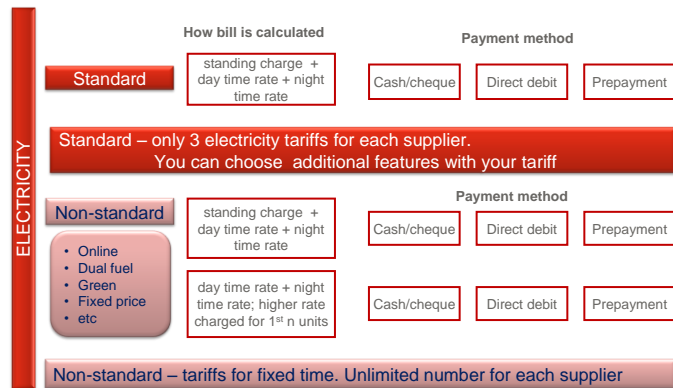 How bill is calculated
Payment method
ELECTRICITY
Standard
standing charge +
day time rate + night
time rate
Cash/cheque
Direct debit
Prepayment
Standard – only 3 electricity tariffs for each supplier.
You can choose additional features with your tariff
Payment method
Non-standard
standing charge +
day time rate + night
time rate
Cash/cheque
Direct debit
Prepayment
• Online
• Dual fuel
• Green
• Fixed price
• etc
day time rate + night
time rate; higher rate
charged for 1st n units
Cash/cheque
Direct debit
Prepayment
Non-standard – tariffs for fixed time. Unlimited number for each supplier